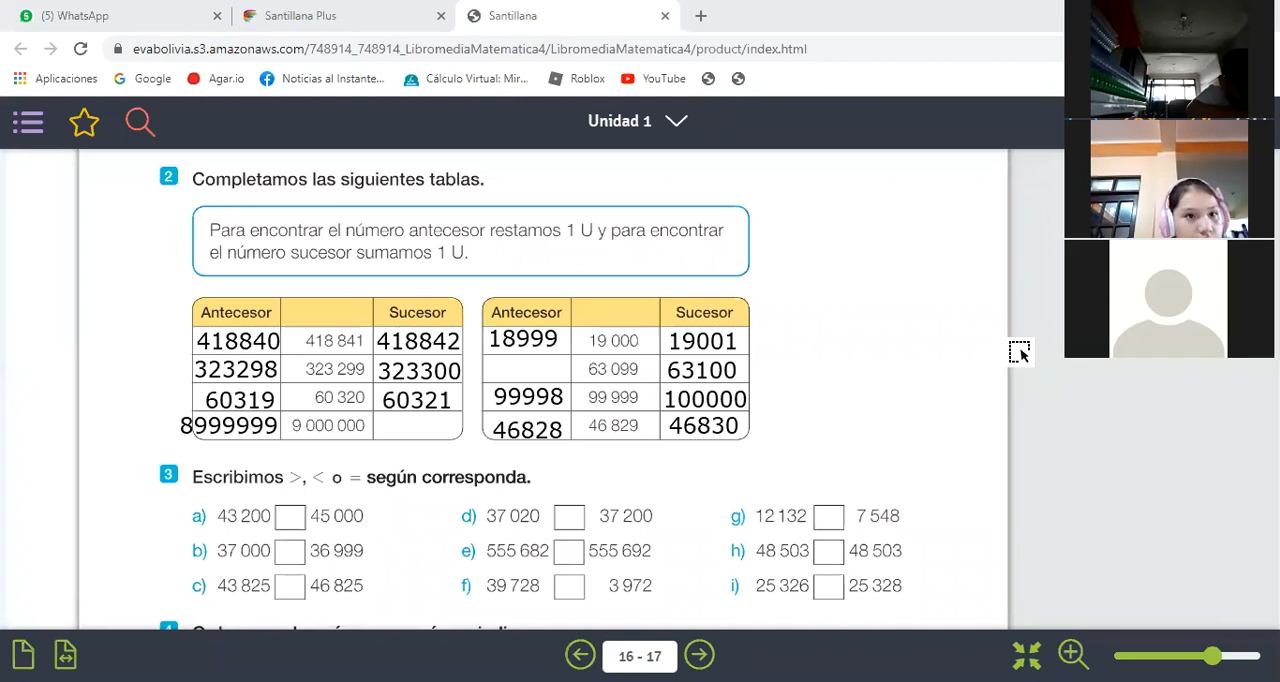 (5) WhatsApp
Santillana Plus
Santillana
evabolivia.s3.amazonaws.com/748914_748914_LibromediaMatematica4/LibromediaMatematica4/product/index.html
Aplicaciones Google Agar.io Noticias al Instante... Cálculo Virtual: Mir... Roblox YouTube
Unidad 1
2 Completamos las siguientes tablas.
Para encontrar el número antecesor restamos 1 U y para encontrar
el número sucesor sumamos 1 U.
Antecesor Sucesor
418840 418 841 418842
323298 323 299 323300
60319 60 320 60321
8999999 9 000 000
Antecesor Sucesor
18999 19 000 19001
63 099 63100
99998 99 999 100000
46828 46 829 46830
3 Escribimos >, < o = según corresponda.
a) 43 200 45 000 d) 37 020 37 200 g) 12 132 7 548
b) 37 000 36 999 e) 555 682 555 692 h) 48 503 48 503
c) 43 825 46 825 f) 39 728 3 972 i) 25 326 25 328
16 - 17